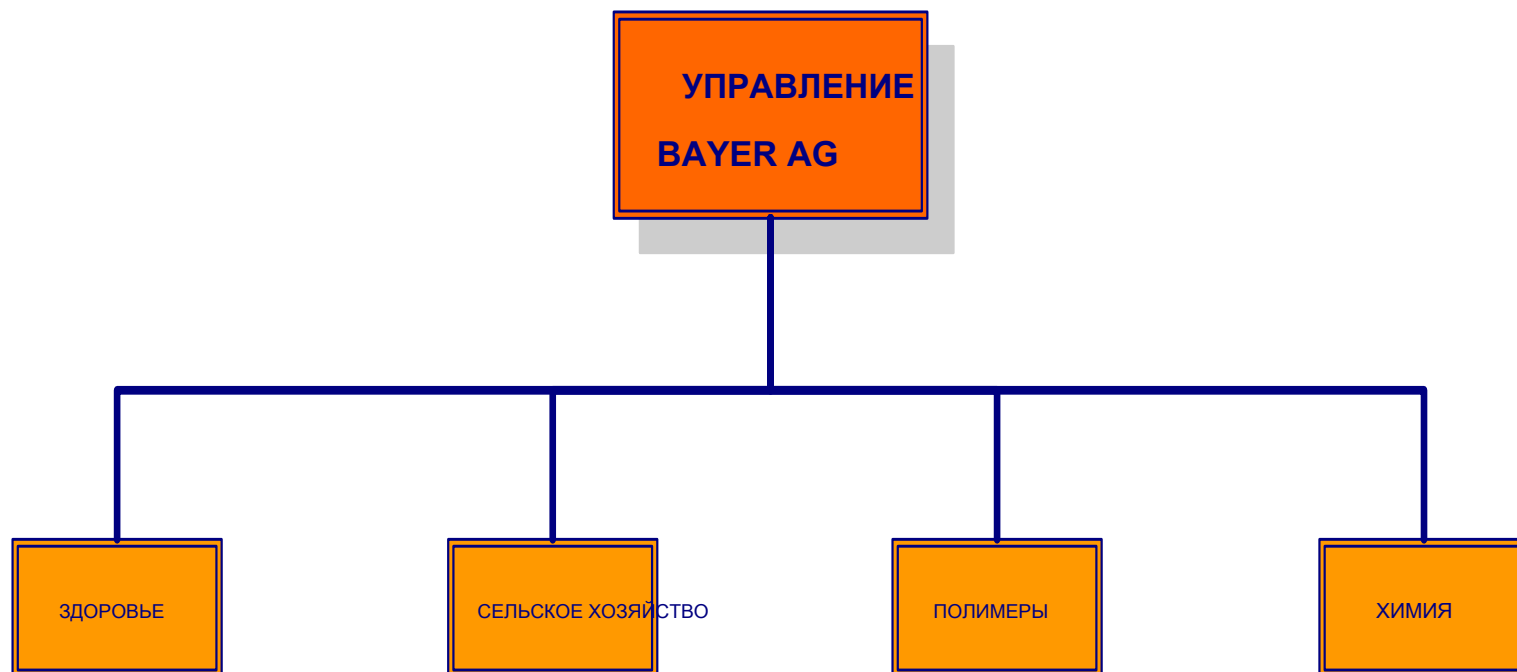 УПРАВЛЕНИЕ
BAYER AG
ЗДОРОВЬЕ
СЕЛЬСКОЕ ХОЗЯЙСТВО
ПОЛИМЕРЫ
ХИМИЯ